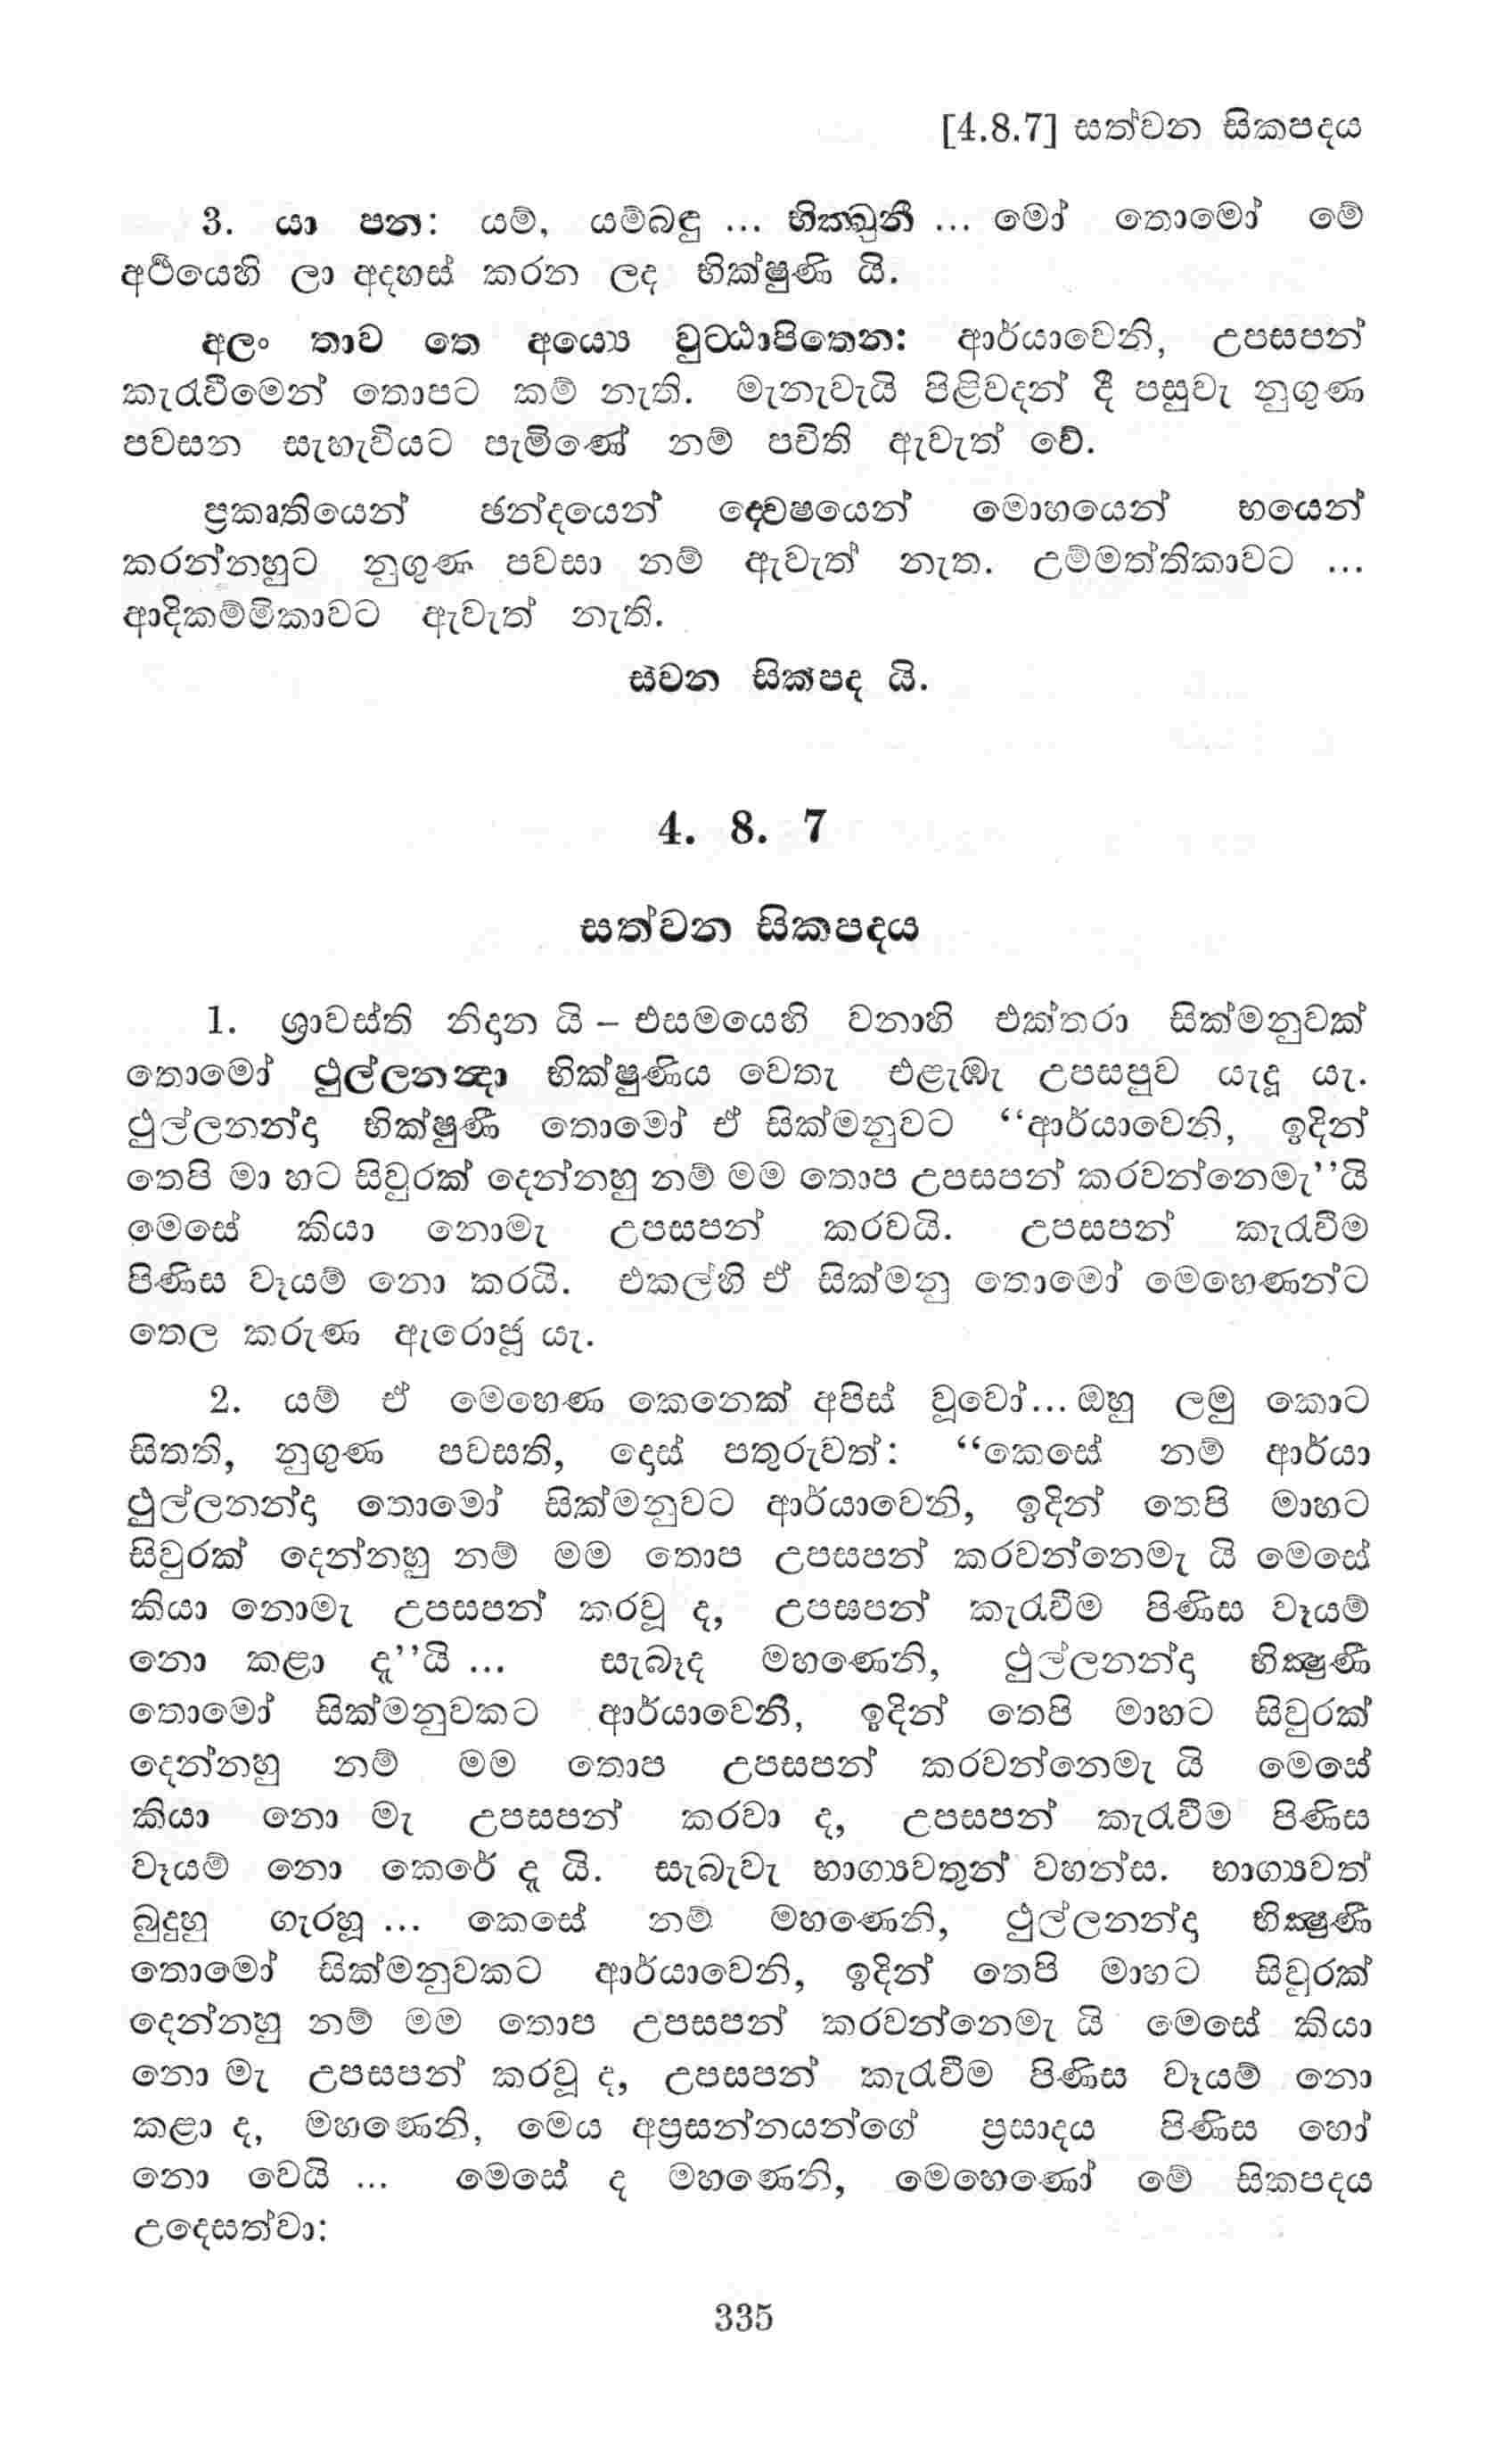 [4.8.7] සත්වන සිකපදය
3. යා පන: යම්, යම්බඳු ... භික්ඛුනී ... මෝ තොමෝ මේ
අර්ථයෙහි ලා අදහස් කරන ලද භික්ෂුණි යි.
අලං තාව තෙ අය්‍යෙ වුට්ඨාපිතෙන: ආර්යාවෙනි, උපසපන්
කැරැවීමෙන් තොපට කම් නැති. මැනැවැයි පිළිවදන් දී පසුවැ නුගුණ
පවසන සැහැවියට පැමිණේ නම් පචිති ඇවැත් වේ.
ප්‍රකෘතියෙන් ඡන්දයෙන් ද්වෙෂයෙන් මොහයෙන් භයෙන්
කරන්නහුට නුගුණ පවසා නම් ඇවැත් නැත. උම්මත්තිකාවට ...
ආදිකම්මිකාවට ඇවැත් නැති.
ස්වන සික්පද යි.
4. 8. 7
සත්වන සිකපදය
1. ශ්‍රාවස්ති නිදාන යි – එසමයෙහි වනාහි එක්තරා සික්මනුවක්
තොමෝ ථුල්ලනන්‍දා භික්ෂුණිය වෙතැ එළැඹැ උපසපුව යැදූ යැ.
ථුල්ලනන්දා භික්ෂුණී තොමෝ ඒ සික්මනුවට “ආර්යාවෙනි, ඉදින්
තෙපි මා හට සිවුරක් දෙන්නහු නම් මම තොප උපසපන් කරවන්නෙමැ”යි
මෙසේ කියා නොමැ උපසපන් කරවයි. උපසපන් කැරැවීම
පිණිස වෑයම් නො කරයි. එකල්හි ඒ සික්මනු තොමෝ මෙහෙණන්ට
තෙල කරුණ ඇරොජූ යැ.
2. යම් ඒ මෙහෙණ කෙනෙක් අපිස් වූවෝ... ඔහු ලමු කොට
සිතති, නුගුණ පවසති, දොස් පතුරුවත්: “කෙසේ නම් ආර්යා
ථුල්ලනන්දා තොමෝ සික්මනුවට ආර්යාවෙනි, ඉදින් තෙපි මාහට
සිවුරක් දෙන්නහු නම් මම තොප උපසපන් කරවන්නෙමැ යි මෙසේ
කියා නොමැ උපසපන් කරවූ ද, උපසපන් කැරැවීම පිණිස වෑයම්
නො කළා දැ”යි ... සැබෑද මහණෙනි, ථුල්ලනන්දා භික්‍ෂුණී
තොමෝ සික්මනුවකට ආර්යාවෙනි, ඉදින් තෙපි මාහට සිවුරක්
දෙන්නහු නම් මම තොප උපසපන් කරවන්නෙමැ යි මෙසේ
කියා නො මැ උපසපන් කරවා ද, උපසපන් කැරැවීම පිණිස
වෑයම් නො කෙරේ දැ යි. සැබැවැ භාග්‍යවතුන් වහන්ස. භාග්‍යවත්
බුදුහු ගැරහූ ... කෙසේ නම් මහණෙනි, ථුල්ලනන්දා භික්‍ෂුණී
තොමෝ සික්මනුවකට ආර්යාවෙනි, ඉදින් තෙපි මාහට සිවුරක්
දෙන්නහු නම් මම තොප උපසපන් කරවන්නෙමැ යි මෙසේ කියා
නො මැ උපසපන් කරවූ ද, උපසපන් කැරැවීම පිණිස වෑයම් නො
කළා ද, මහණෙනි, මෙය අප්‍රසන්නයන්ගේ ප්‍රසාදය පිණිස හෝ
නො වෙයි ... මෙසේ ද මහණෙනි, මෙහෙණෝ මේ සිකපදය
උදෙසත්වා:
335